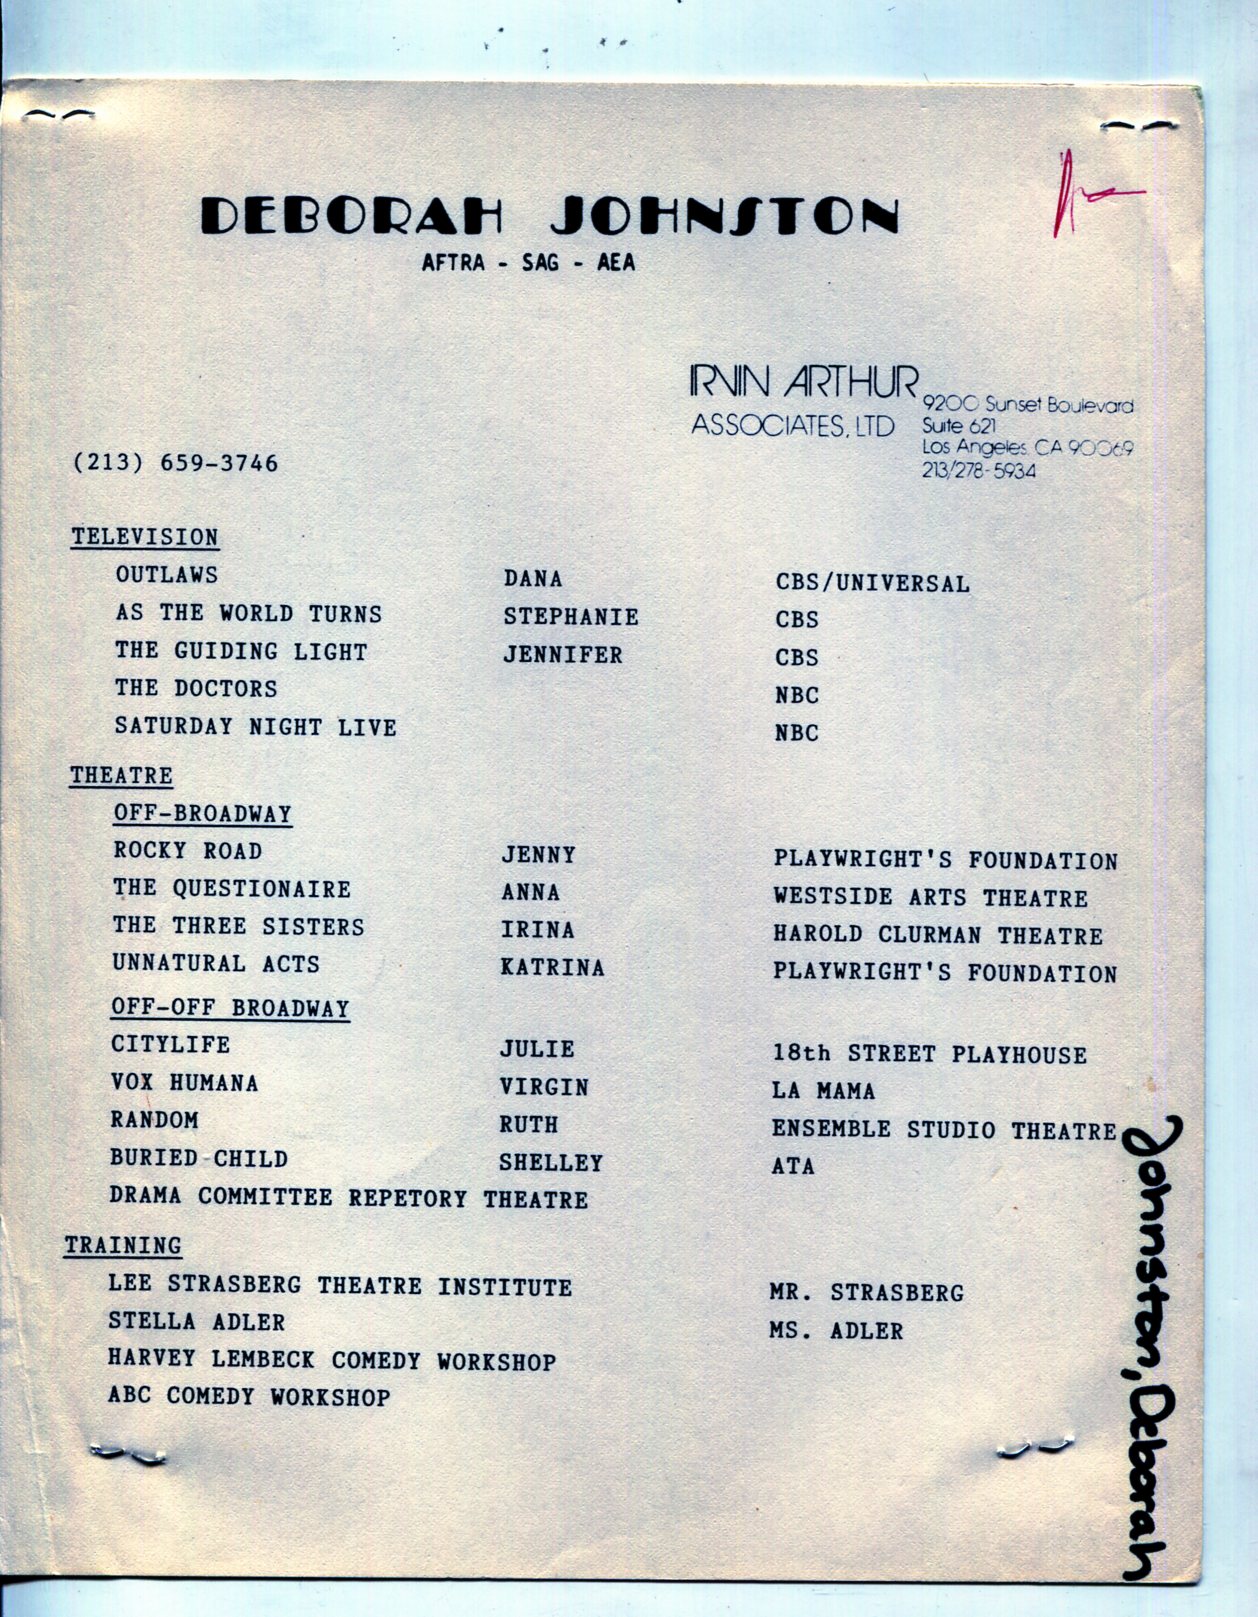 DEBORAH JOHNSTON
AFTRA - SAG - AEA
IRVIN ARTHUR
ASSOCIATES, LTD
9200 Sunset Boulevard
Suite 621
Los Angeles, CA 90069
213/278-5934
(213) 659-3746
TELEVISION
OUTLAWS DANA CBS/UNIVERSAL
AS THE WORLD TURNS STEPHANIE CBS
THE GUIDING LIGHT JENNIFER CBS
THE DOCTORS NBC
SATURDAY NIGHT LIVE NBC
THEATRE
OFF-BROADWAY
ROCKY ROAD JENNY PLAYWRIGHT'S FOUNDATION
THE QUESTIONAIRE ANNA WESTSIDE ARTS THEATRE
THE THREE SISTERS IRINA HAROLD CLURMAN THEATRE
UNNATURAL ACTS KATRINA PLAYWRIGHT'S FOUNDATION
OFF-OFF BROADWAY
CITYLIFE JULIE 18th STREET PLAYHOUSE
VOX HUMANA VIRGIN LA MAMA
RANDOM RUTH ENSEMBLE STUDIO THEATRE
BURIED CHILD SHELLEY ATA
DRAMA COMMITTEE REPETORY THEATRE
TRAINING
LEE STRASBERG THEATRE INSTITUTE MR. STRASBERG
STELLA ADLER MS. ADLER
HARVEY LEMBECK COMEDY WORKSHOP
ABC COMEDY WORKSHOP
Johnston, Deborah